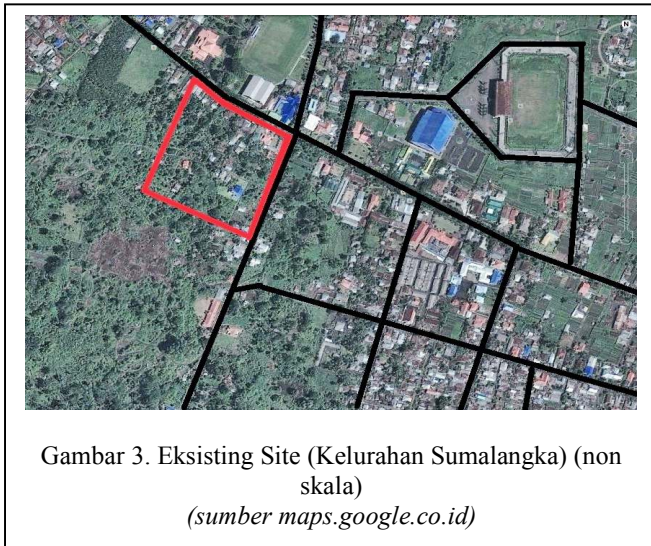 N
Gambar 3. Eksisting Site (Kelurahan Sumalangka) (non
skala)
(sumber maps.google.co.id)